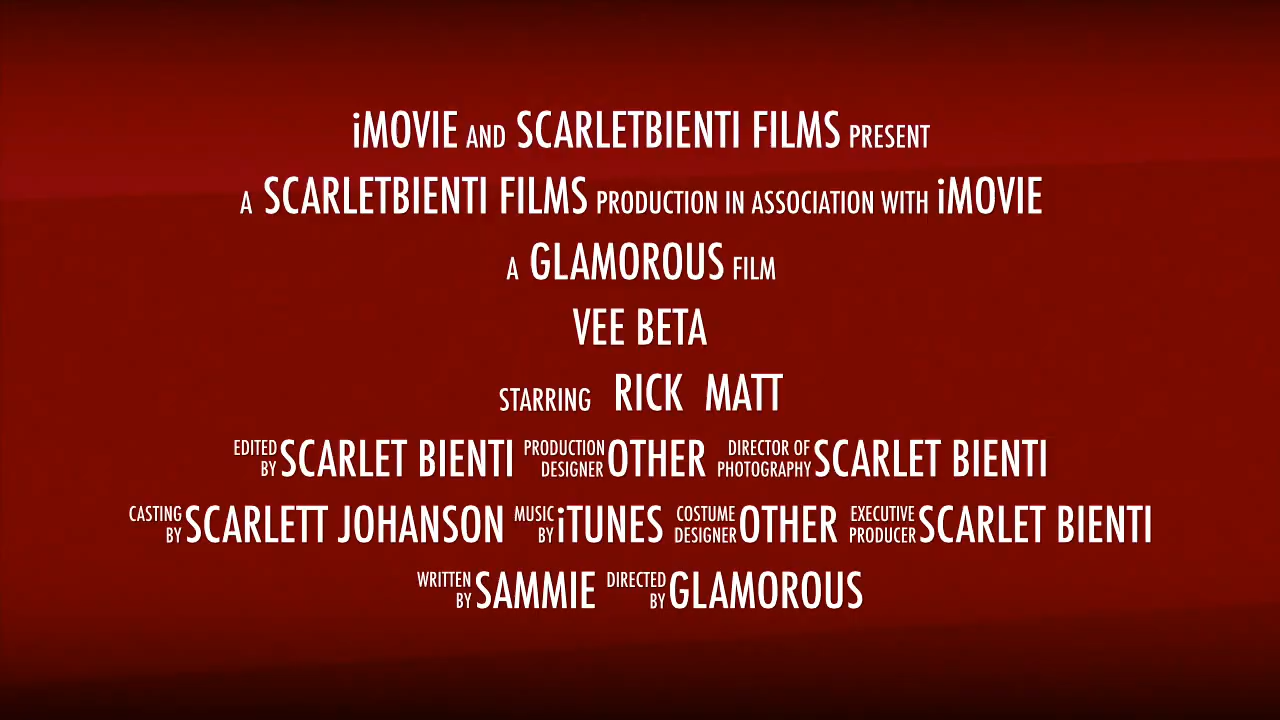 iMOVIE AND SCARLETBIENTI FILMS PRESENT
A SCARLETBIENTI FILMS PRODUCTION IN ASSOCIATION WITH iMOVIE
A GLAMOROUS FILM
VEE BETA
STARRING RICK MATT
EDITED BY SCARLET BIENTI PRODUCTION DESIGNER OTHER DIRECTOR OF PHOTOGRAPHY SCARLET BIENTI
CASTING BY SCARLETT JOHANSON MUSIC BY iTUNES COSTUME DESIGNER OTHER EXECUTIVE PRODUCER SCARLET BIENTI
WRITTEN BY SAMMIE DIRECTED BY GLAMOROUS